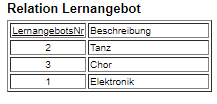 Relation Lernangebot
LernangebotsNr Beschreibung
2 Tanz
3 Chor
1 Elektronik